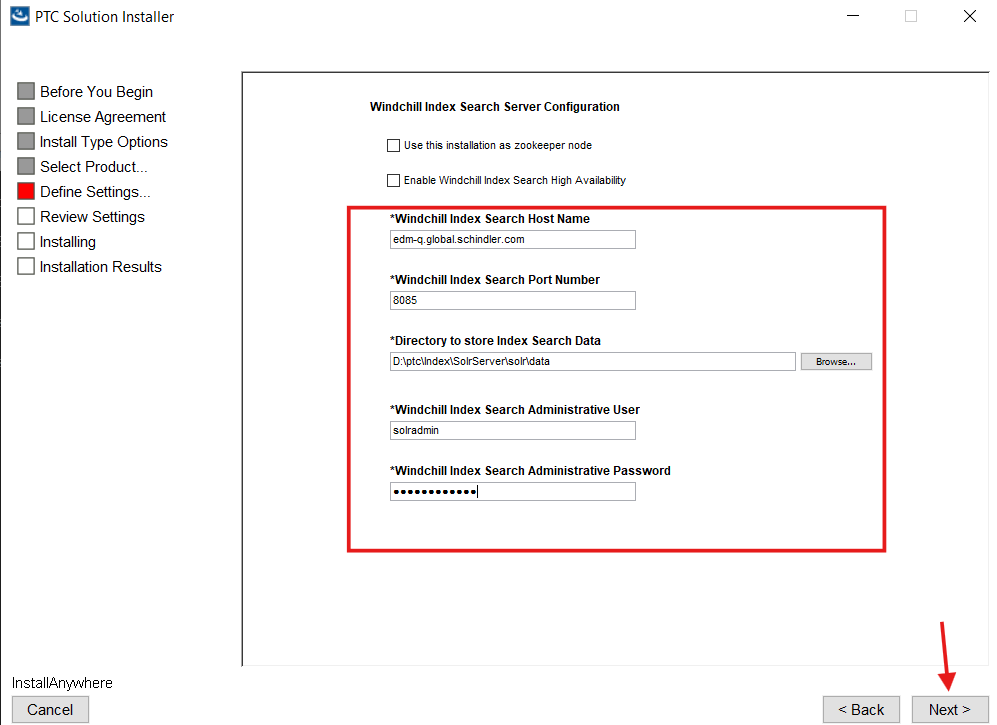 PTC Solution Installer
Before You Begin
License Agreement
Install Type Options
Select Product...
Define Settings...
Review Settings
Installing
Installation Results
Windchill Index Search Server Configuration
Use this installation as zookeeper node
Enable Windchill Index Search High Availability
*Windchill Index Search Host Name
edm-q.global.schindler.com
*Windchill Index Search Port Number
8085
*Directory to store Index Search Data
D:\ptc\Index\SolrServer\solr\data
Browse...
*Windchill Index Search Administrative User
solradmin
*Windchill Index Search Administrative Password
●●●●●●●●●●●●
InstallAnywhere
Cancel
< Back
Next >